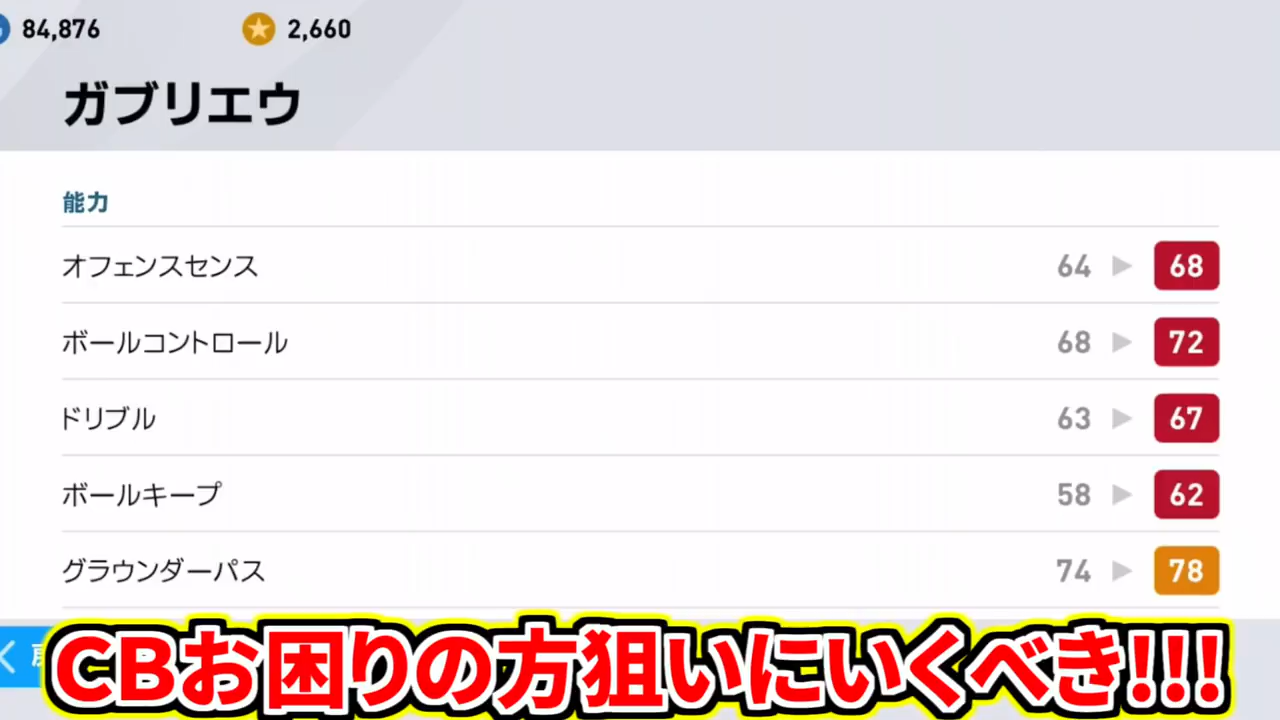 84,876 2,660
ガブリエウ
能力
オフェンスセンス 64 ▶ 68
ボールコントロール 68 ▶ 72
ドリブル 63 ▶ 67
ボールキープ 58 ▶ 62
グラウンダーパス 74 ▶ 78
CBお困りの方狙いにいくべき!!!